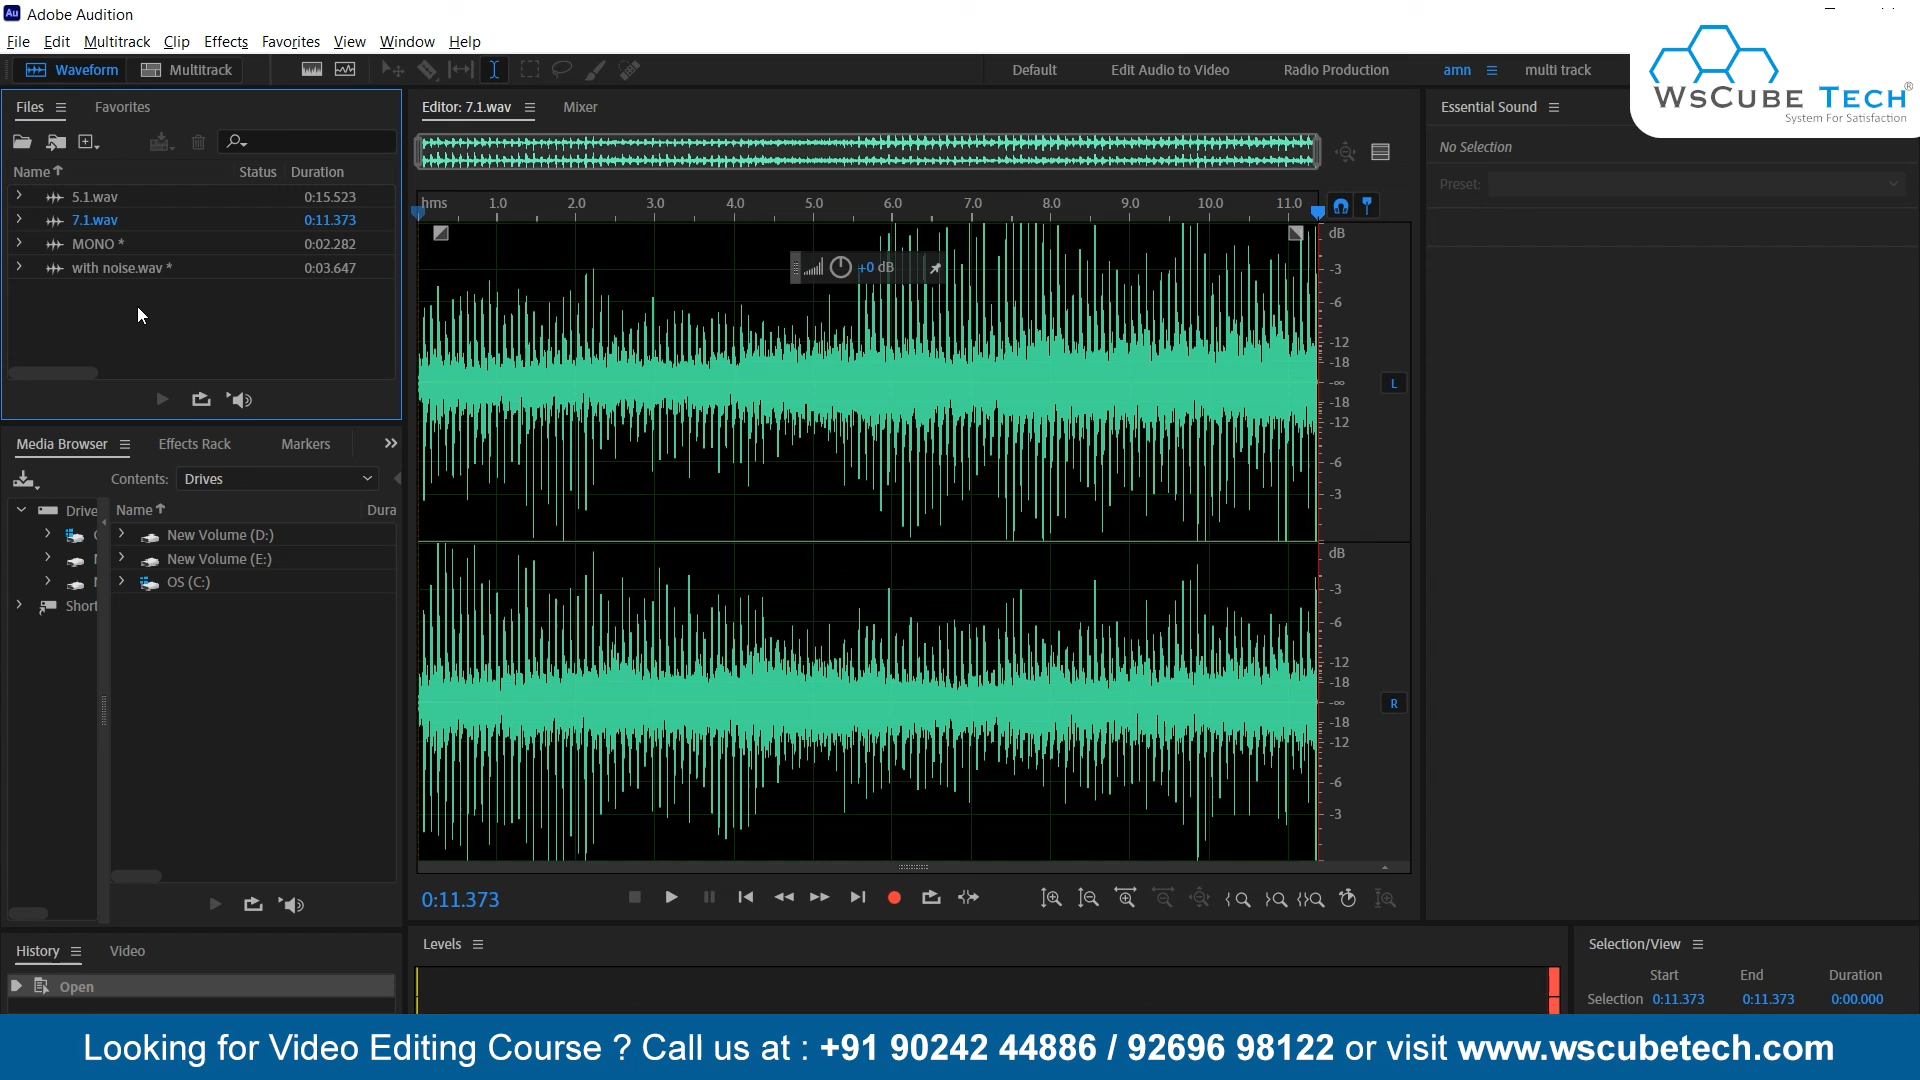 Au Adobe Audition
File Edit Multitrack Clip Effects Favorites View Window Help
Waveform Multitrack Default Edit Audio to Video Radio Production amn multi track
WsCube Tech®
System For Satisfaction
Files Favorites
Editor: 7.1.wav Mixer
Essential Sound
No Selection
Preset:
Name Status Duration
5.1.wav 0:15.523
7.1.wav 0:11.373
MONO * 0:02.282
with noise.wav * 0:03.647
hms 1.0 2.0 3.0 4.0 5.0 6.0 7.0 8.0 9.0 10.0 11.0
+0 dB
dB
-3
-6
-12
-18
-∞
-18
-12
-6
-3
L
dB
-3
-6
-12
-18
-∞
-18
-12
-6
-3
R
Media Browser Effects Rack Markers
Contents: Drives
Drive
Name Dura
New Volume (D:)
New Volume (E:)
OS (C:)
Short
0:11.373
History Video
Open
Levels
Selection/View
Start End Duration
Selection 0:11.373 0:11.373 0:00.000
Looking for Video Editing Course ? Call us at : +91 90242 44886 / 92696 98122 or visit www.wscubetech.com